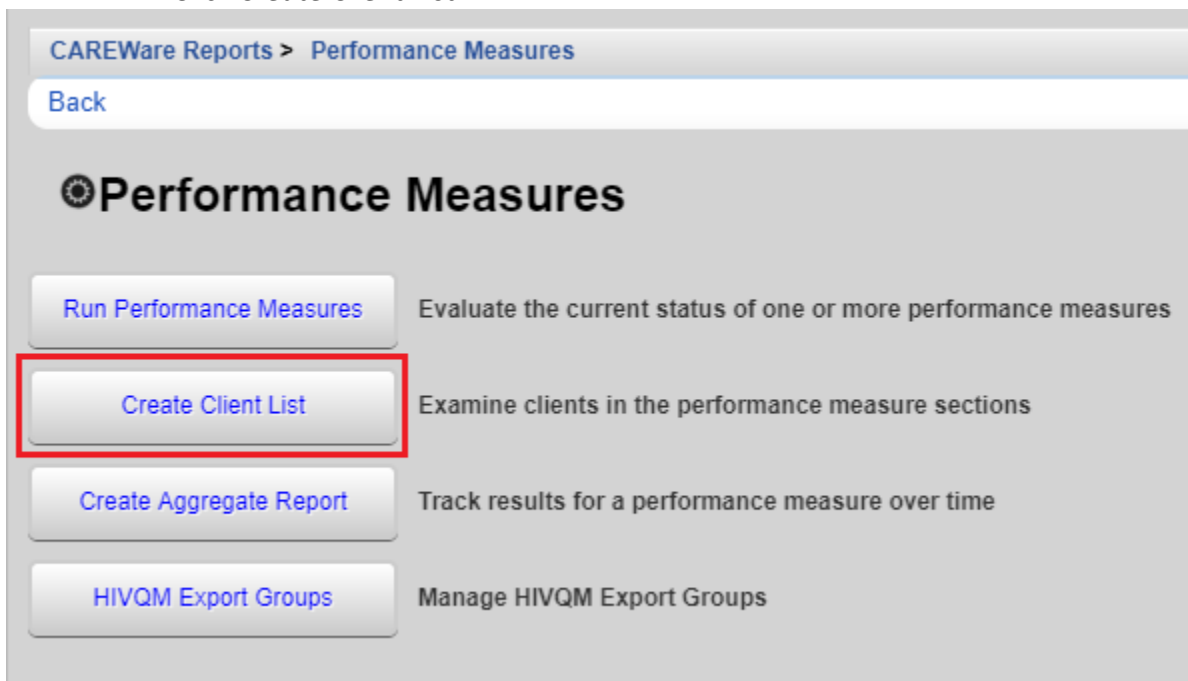 CAREWare Reports > Performance Measures
Back
Performance Measures
Run Performance Measures Evaluate the current status of one or more performance measures
Create Client List Examine clients in the performance measure sections
Create Aggregate Report Track results for a performance measure over time
HIVQM Export Groups Manage HIVQM Export Groups